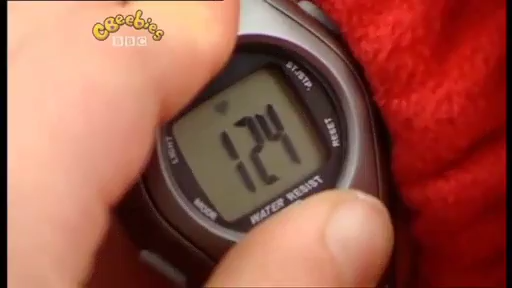 CBeebies
BBC
ST./STP.
124
RESET
LIGHT
MODE
WATER RESIST